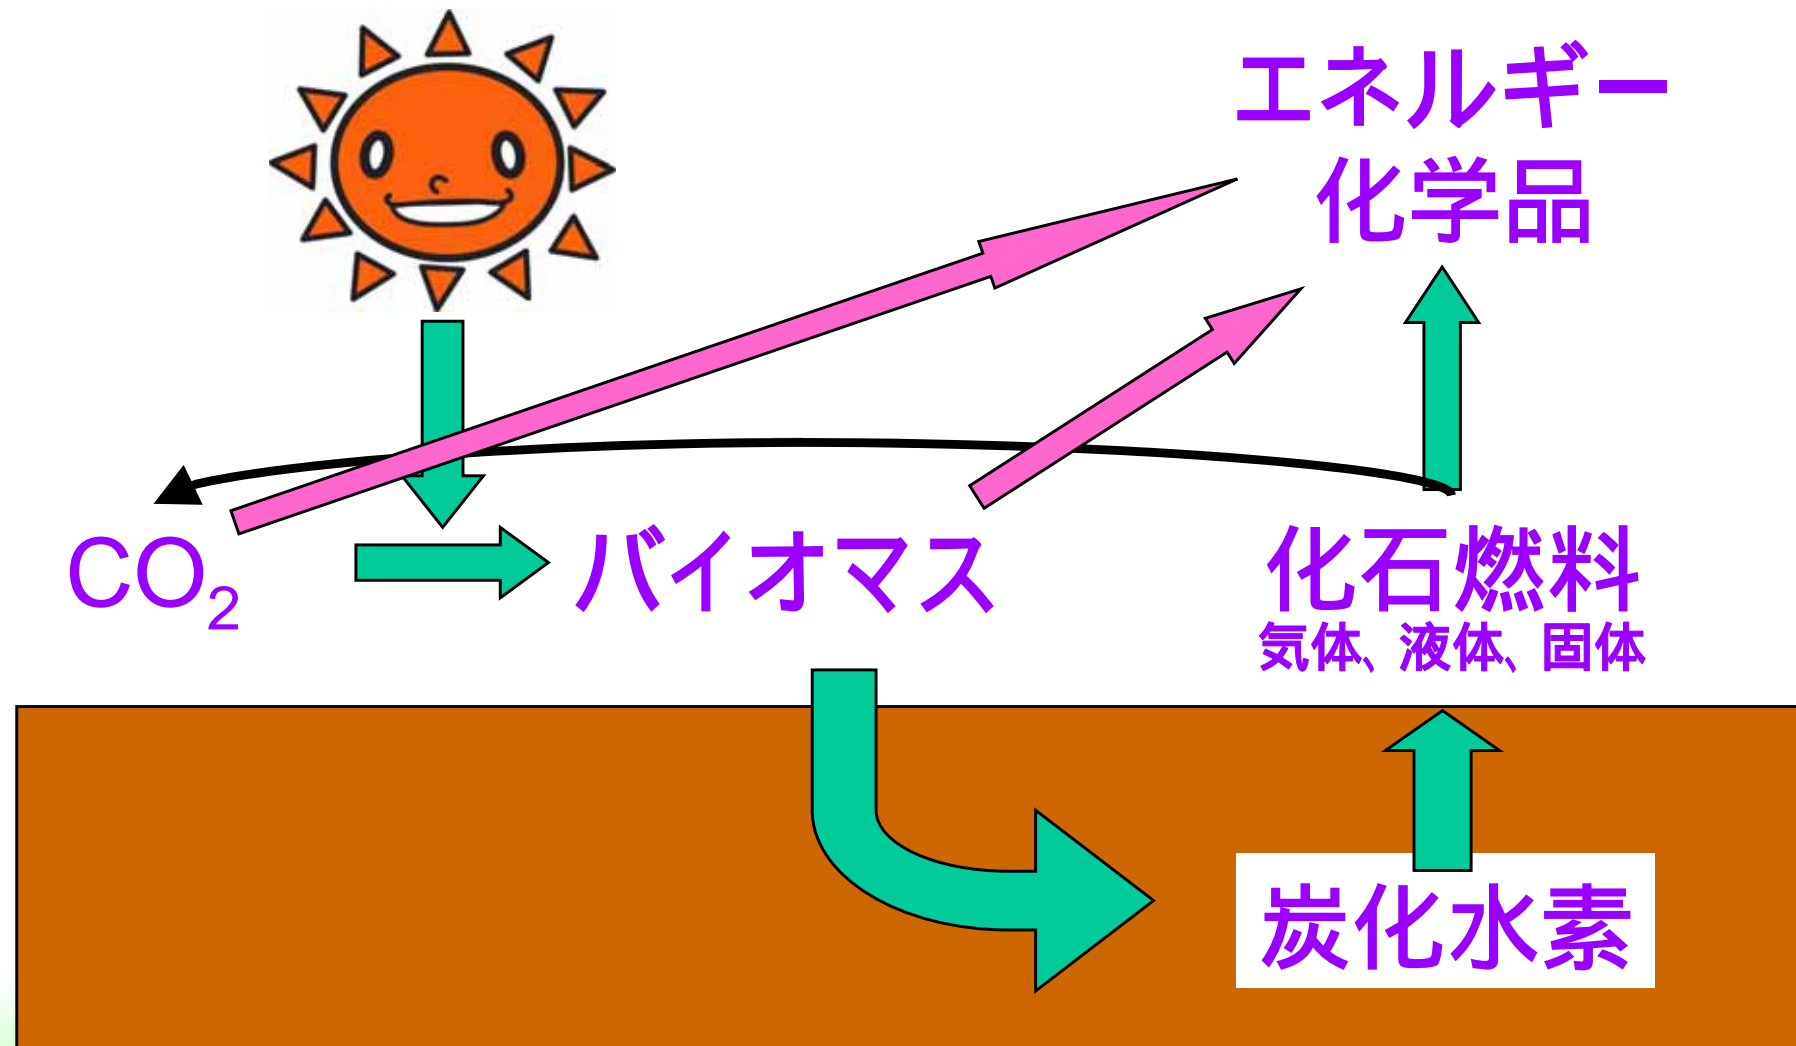 エネルギー
化学品
CO₂
バイオマス
化石燃料
気体、液体、固体
炭化水素